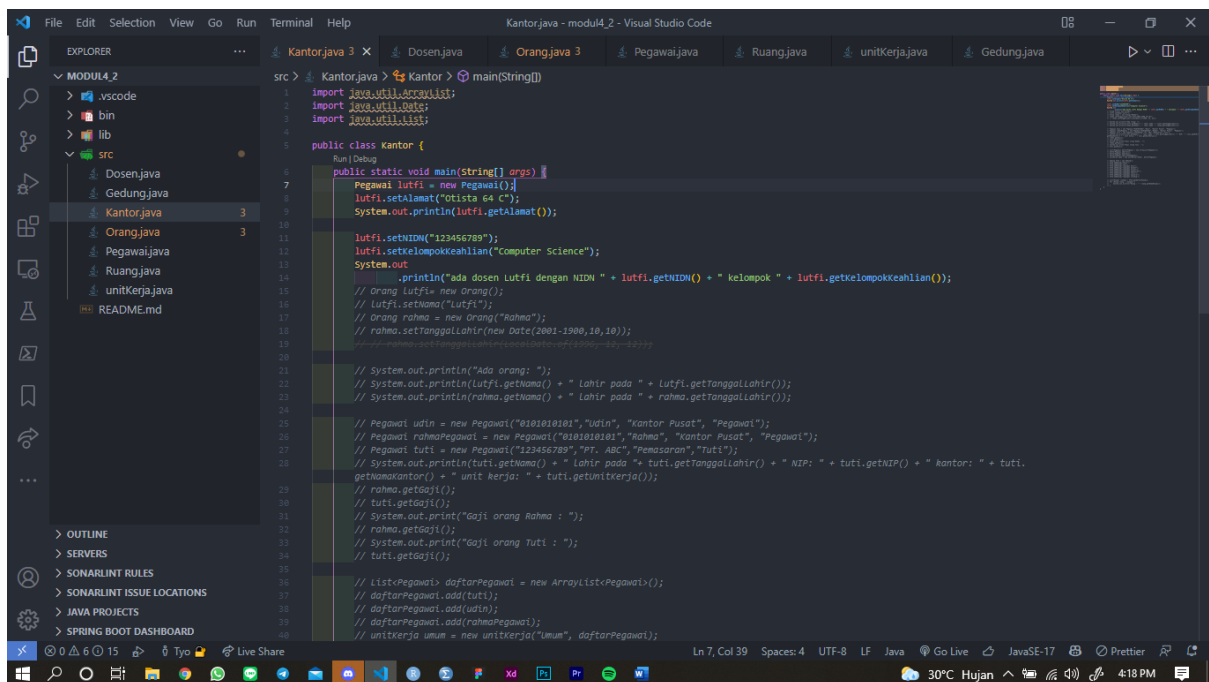 File Edit Selection View Go Run Terminal Help
Kantor.java - modul4_2 - Visual Studio Code
EXPLORER
MODUL4_2
.vscode
bin
lib
src
Dosen.java
Gedung.java
Kantor.java 3
Orang.java 3
Pegawai.java
Ruang.java
unitKerja.java
README.md
OUTLINE
SERVERS
SONARLINT RULES
SONARLINT ISSUE LOCATIONS
JAVA PROJECTS
SPRING BOOT DASHBOARD
Kantor.java 3 Dosen.java Orang.java 3 Pegawai.java Ruang.java unitKerja.java Gedung.java
src > Kantor.java > Kantor > main(String[])
1 import java.util.ArrayList;
2 import java.util.Date;
3 import java.util.List;
4
5 public class Kantor {
Run | Debug
6 public static void main(String[] args) {
7 Pegawai lutfi = new Pegawai();
8 lutfi.setAlamat("Otista 64 C");
9 System.out.println(lutfi.getAlamat());
10
11 lutfi.setNIDN("123456789");
12 lutfi.setKelompokKeahlian("Computer Science");
13 System.out
14 .println("ada dosen Lutfi dengan NIDN " + lutfi.getNIDN() + " kelompok " + lutfi.getKelompokKeahlian());
15 // Orang lutfi= new Orang();
16 // lutfi.setNama("Lutfi");
17 // Orang rahma = new Orang("Rahma");
18 // rahma.setTanggalLahir(new Date(2001-1900,10,10));
19 // // rahma.setTanggalLahir(LocalDate.of(1996, 12, 12));
20
21 // System.out.println("Ada orang: ");
22 // System.out.println(lutfi.getNama() + " lahir pada " + lutfi.getTanggalLahir());
23 // System.out.println(rahma.getNama() + " lahir pada " + rahma.getTanggalLahir());
24
25 // Pegawai udin = new Pegawai("0101010101","Udin", "Kantor Pusat", "Pegawai");
26 // Pegawai rahmaPegawai = new Pegawai("0101010101","Rahma", "Kantor Pusat", "Pegawai");
27 // Pegawai tuti = new Pegawai("123456789","PT. ABC","Pemasaran","Tuti");
28 // System.out.println(tuti.getNama() + " lahir pada "+ tuti.getTanggalLahir() + " NIP: " + tuti.getNIP() + " kantor: " + tuti.
getNamaKantor() + " unit kerja: " + tuti.getUnitKerja());
29 // rahma.getGaji();
30 // tuti.getGaji();
31 // System.out.print("Gaji orang Rahma : ");
32 // rahma.getGaji();
33 // System.out.print("Gaji orang Tuti : ");
34 // tuti.getGaji();
35
36 // List<Pegawai> daftarPegawai = new ArrayList<Pegawai>();
37 // daftarPegawai.add(tuti);
38 // daftarPegawai.add(udin);
39 // daftarPegawai.add(rahmaPegawai);
40 // unitKerja umum = new unitKerja("Umum", daftarPegawai);
0 6 15 Tyo Live Share
Ln 7, Col 39 Spaces: 4 UTF-8 LF Java Go Live JavaSE-17 Prettier
30°C Hujan 4:18 PM